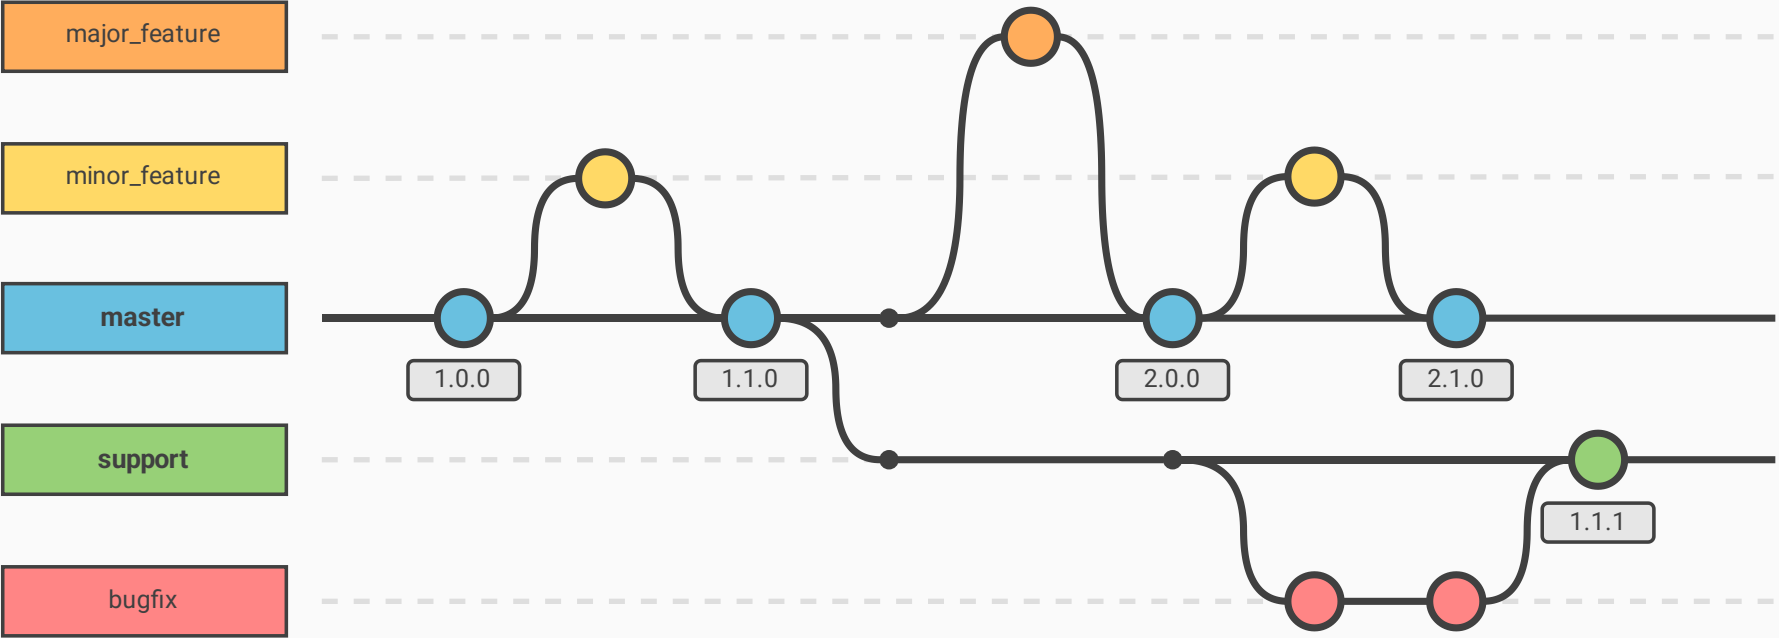 major_feature
minor_feature
master
1.0.0
1.1.0
2.0.0
2.1.0
support
1.1.1
bugfix